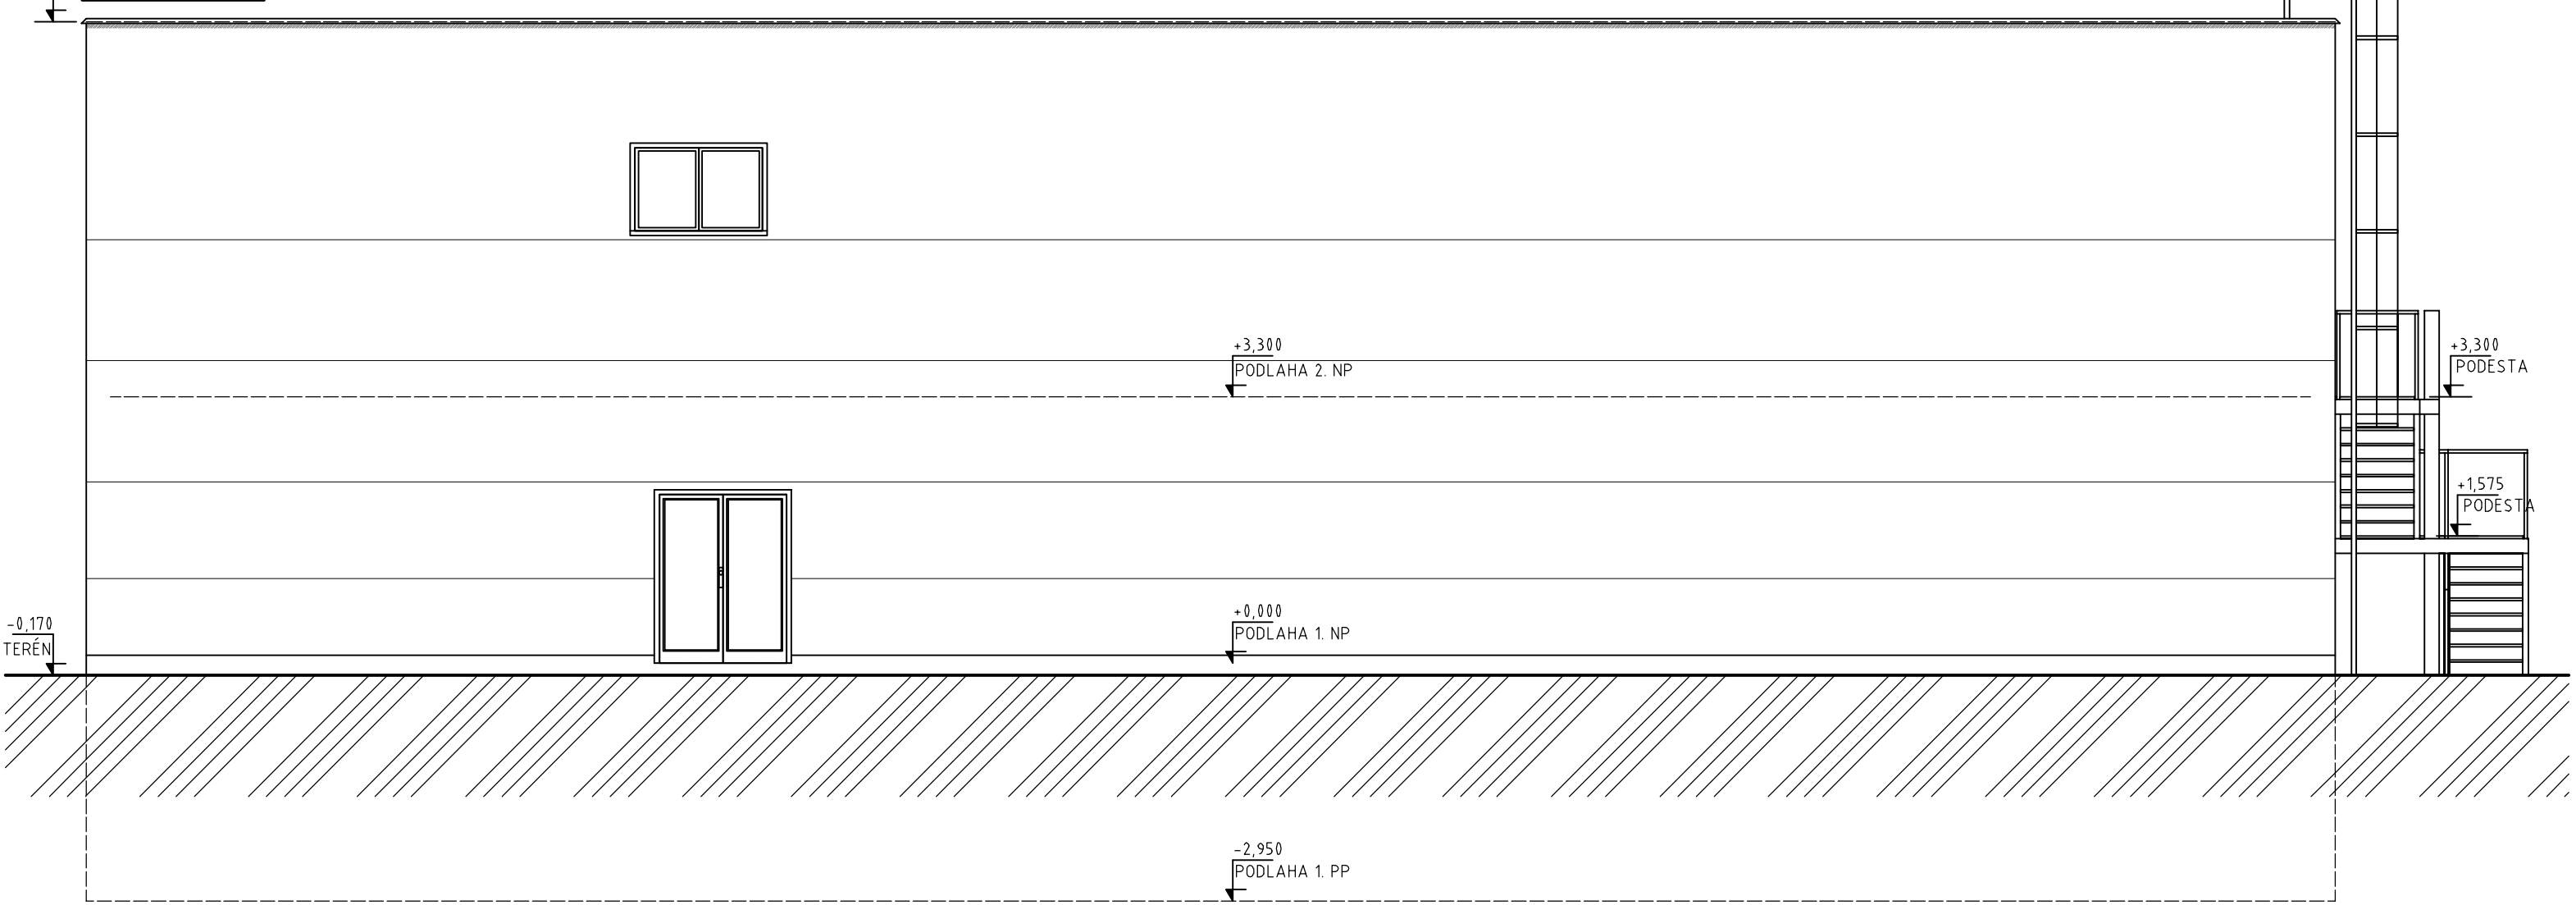 +3,300
PODLAHA 2. NP
+3,300
PODESTA
+1,575
PODESTA
-0,170
TERÉN
+0,000
PODLAHA 1. NP
-2,950
PODLAHA 1. PP